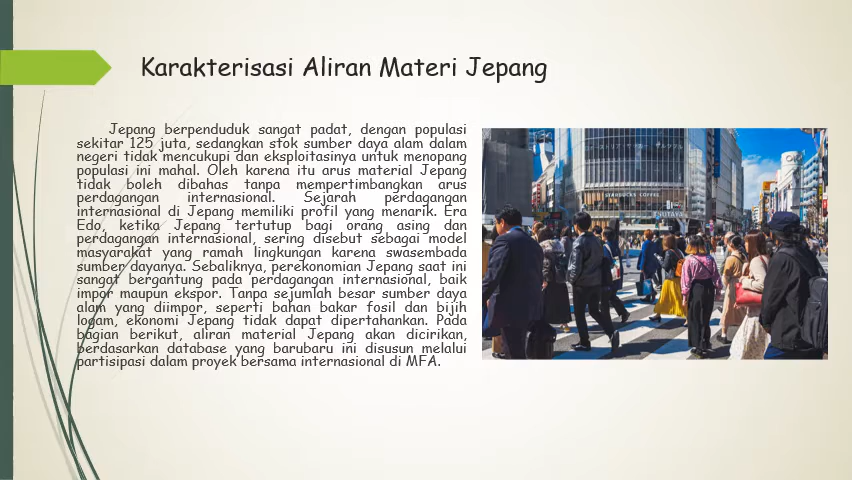 Karakterisasi Aliran Materi Jepang
Jepang berpenduduk sangat padat, dengan populasi
sekitar 125 juta, sedangkan stok sumber daya alam dalam
negeri tidak mencukupi dan eksploitasinya untuk menopang
populasi ini mahal. Oleh karena itu arus material Jepang
tidak boleh dibahas tanpa mempertimbangkan arus
perdagangan internasional. Sejarah perdagangan
internasional di Jepang memiliki profil yang menarik. Era
Edo, ketika Jepang tertutup bagi orang asing dan
perdagangan internasional, sering disebut sebagai model
masyarakat yang ramah lingkungan karena swasembada
sumber dayanya. Sebaliknya, perekonomian Jepang saat ini
sangat bergantung pada perdagangan internasional, baik
impor maupun ekspor. Tanpa sejumlah besar sumber daya
alam yang diimpor, seperti bahan bakar fosil dan bijih
logam, ekonomi Jepang tidak dapat dipertahankan. Pada
bagian berikut, aliran material Jepang akan dicirikan,
berdasarkan database yang barubaru ini disusun melalui
partisipasi dalam proyek bersama internasional di MFA.
STARBUCKS COFFEE
TSUTAYA